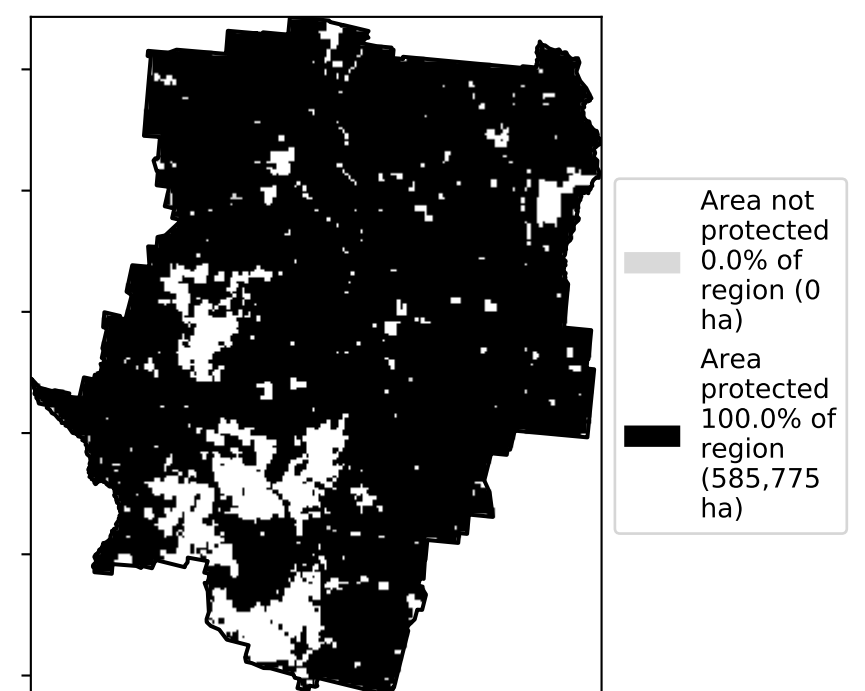 Area not
protected
0.0% of
region (0
ha)
Area
protected
100.0% of
region
(585,775
ha)